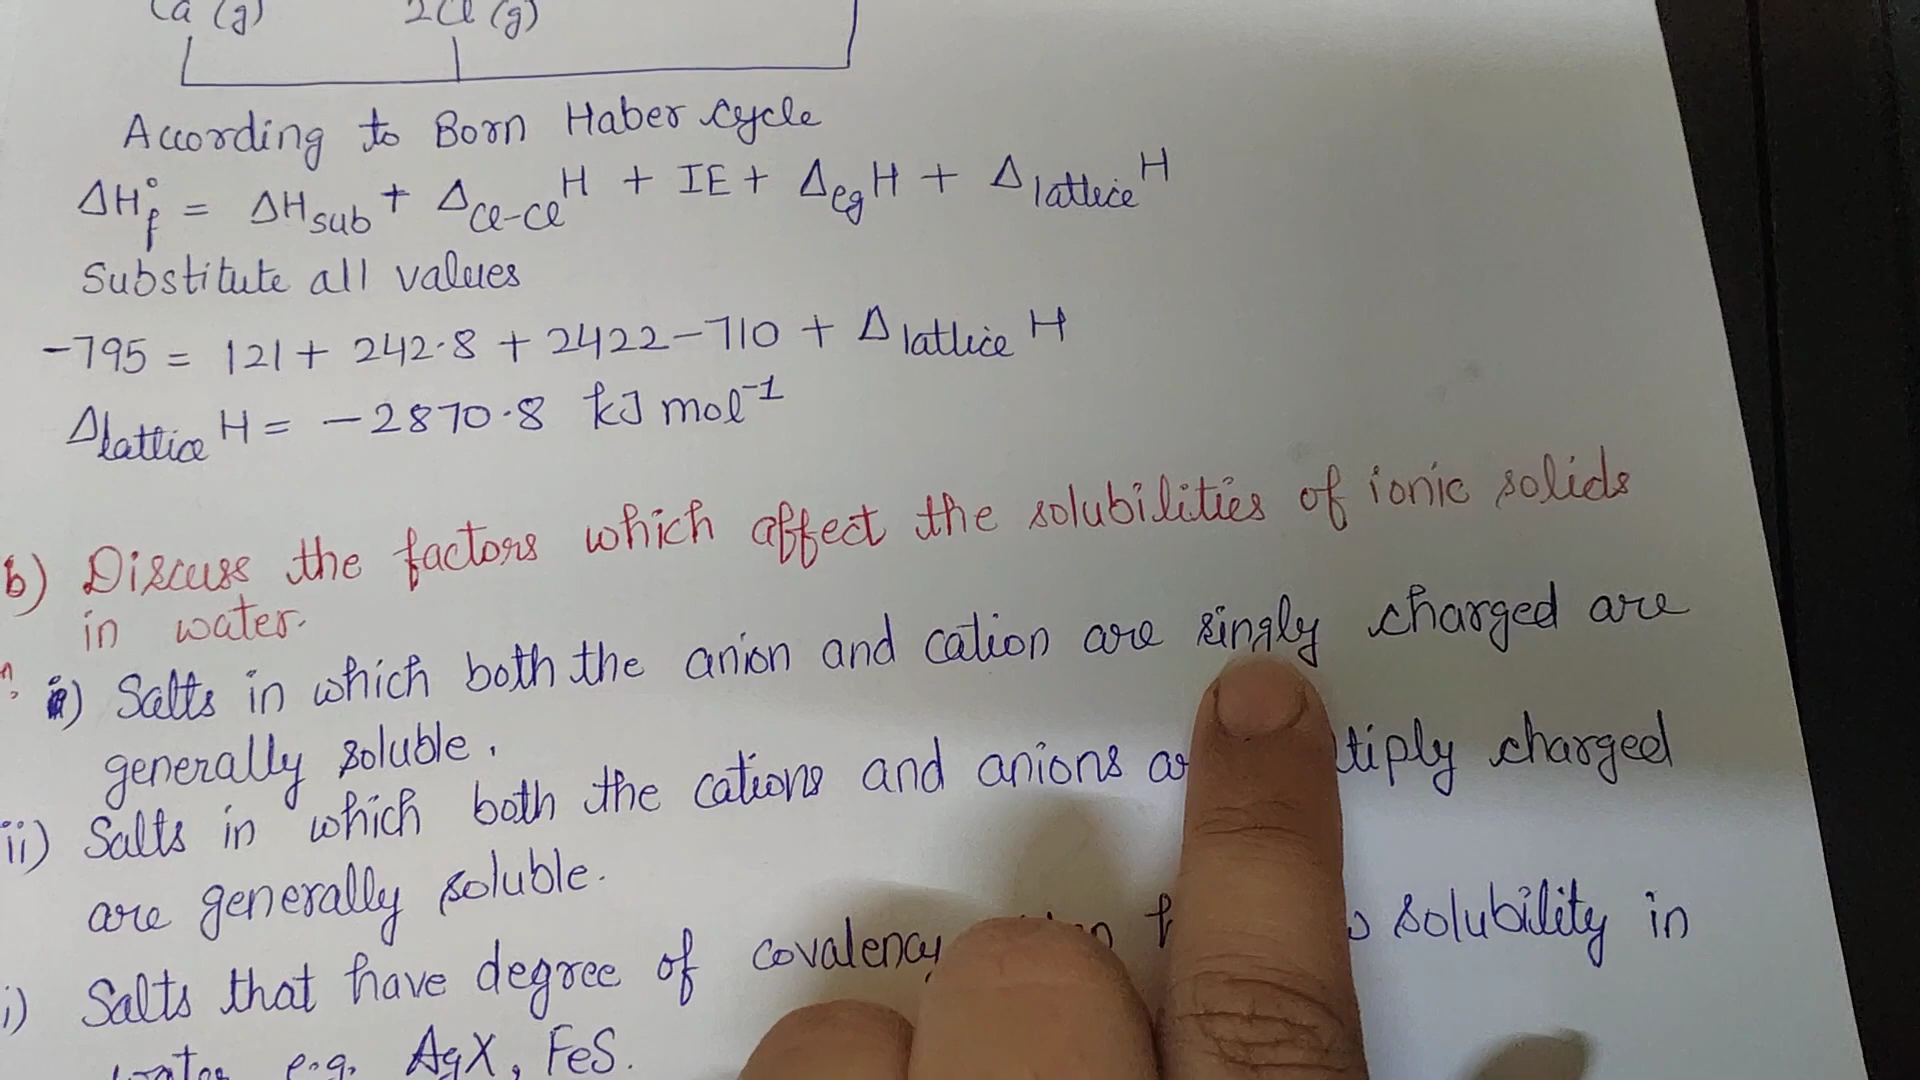 Ca (g) 2Cl (g)
According to Born Haber cycle
ΔH°f = ΔHsub + ΔCl-ClH + IE + ΔegH + ΔlatticeH
Substitute all values
-795 = 121 + 242.8 + 2422 - 710 + Δlattice H
Δlattice H = -2870.8 kJ mol⁻¹
b) Discuss the factors which affect the solubilities of ionic solids
in water.
i) Salts in which both the anion and cation are singly charged are
generally soluble.
ii) Salts in which both the cations and anions tiply charged
are generally soluble.
i) Salts that have degree of covalency solubility in
water e.g. AgX, FeS.